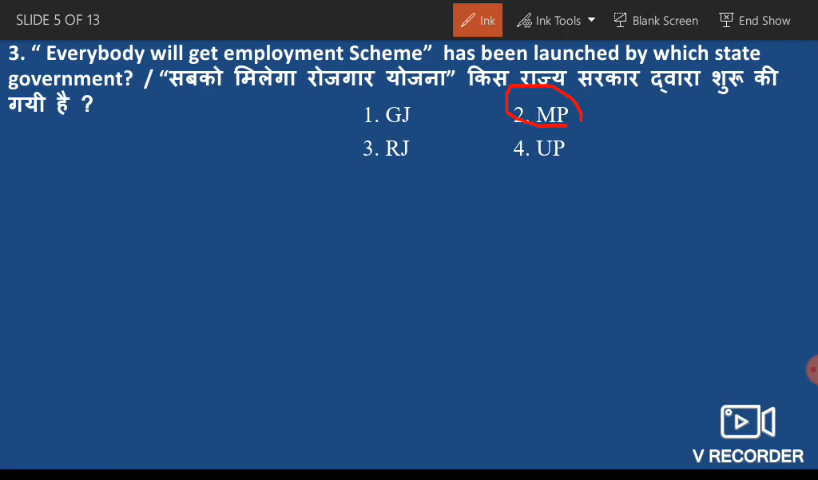 SLIDE 5 OF 13 Ink Ink Tools Blank Screen End Show
3. “ Everybody will get employment Scheme” has been launched by which state
government? / “सबको मिलेगा रोजगार योजना” किस राज्य सरकार द्वारा शुरू की
गयी है ?
1. GJ 2. MP
3. RJ 4. UP
V RECORDER